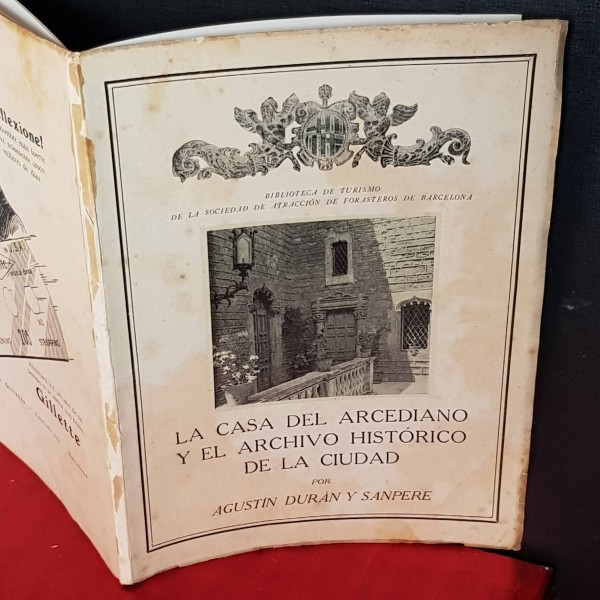 BIBLIOTECA DE TURISMO
DE LA SOCIEDAD DE ATRACCIÓN DE FORASTEROS DE BARCELONA
LA CASA DEL ARCEDIANO
Y EL ARCHIVO HISTÓRICO
DE LA CIUDAD
POR
AGUSTÍN DURÁN Y SANPERE
flexione!
Gillette